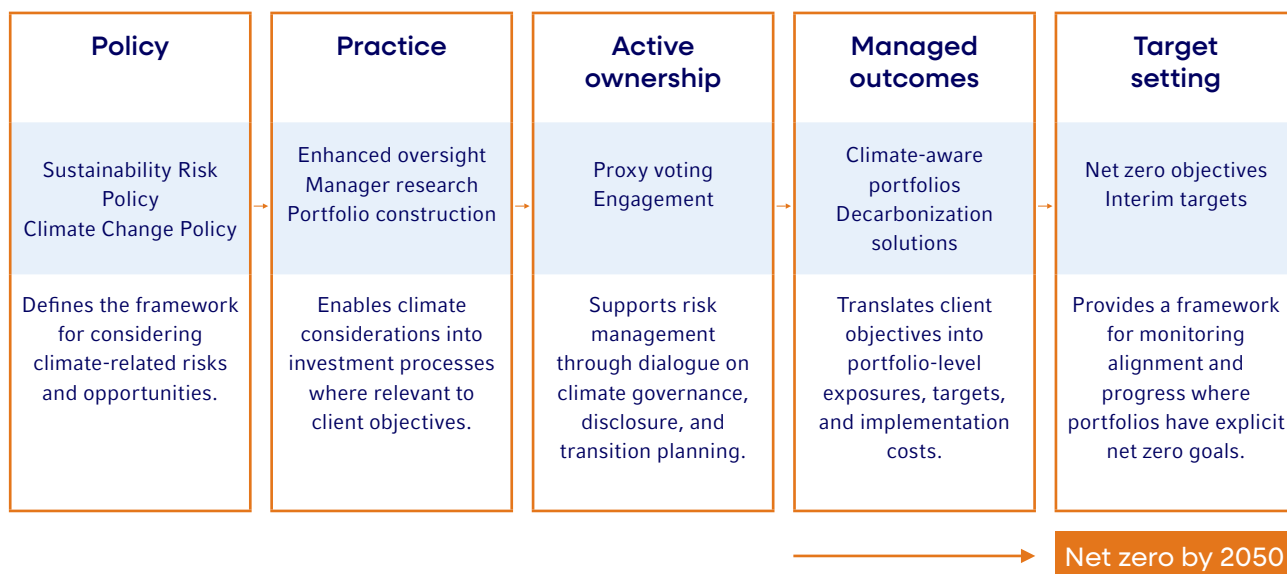 Policy
Sustainability Risk
Policy
Climate Change Policy
Defines the framework
for considering
climate-related risks
and opportunities.
Practice
Enhanced oversight
Manager research
Portfolio construction
Enables climate
considerations into
investment processes
where relevant to
client objectives.
Active
ownership
Proxy voting
Engagement
Supports risk
management
through dialogue on
climate governance,
disclosure, and
transition planning.
Managed
outcomes
Climate-aware
portfolios
Decarbonization
solutions
Translates client
objectives into
portfolio-level
exposures, targets,
and implementation
costs.
Target
setting
Net zero objectives
Interim targets
Provides a framework
for monitoring
alignment and
progress where
portfolios have explicit
net zero goals.
Net zero by 2050